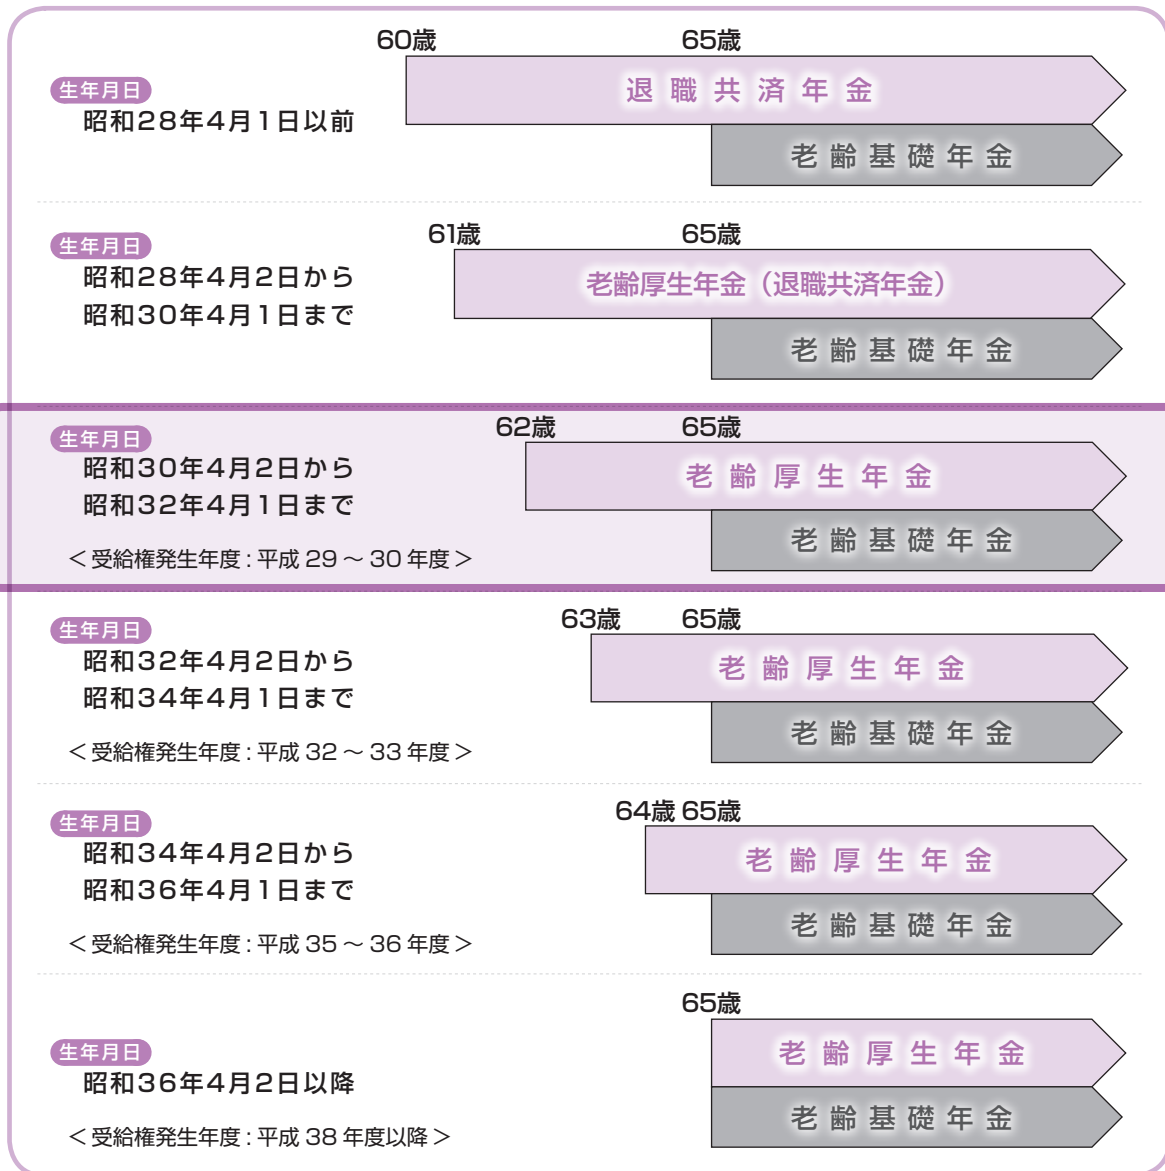 60歳 65歳
生年月日
昭和28年4月1日以前
退職共済年金
老齢基礎年金
61歳 65歳
生年月日
昭和28年4月2日から
昭和30年4月1日まで
老齢厚生年金（退職共済年金）
老齢基礎年金
62歳 65歳
生年月日
昭和30年4月2日から
昭和32年4月1日まで
＜受給権発生年度：平成29～30年度＞
老齢厚生年金
老齢基礎年金
63歳 65歳
生年月日
昭和32年4月2日から
昭和34年4月1日まで
＜受給権発生年度：平成32～33年度＞
老齢厚生年金
老齢基礎年金
64歳 65歳
生年月日
昭和34年4月2日から
昭和36年4月1日まで
＜受給権発生年度：平成35～36年度＞
老齢厚生年金
老齢基礎年金
65歳
生年月日
昭和36年4月2日以降
＜受給権発生年度：平成38年度以降＞
老齢厚生年金
老齢基礎年金